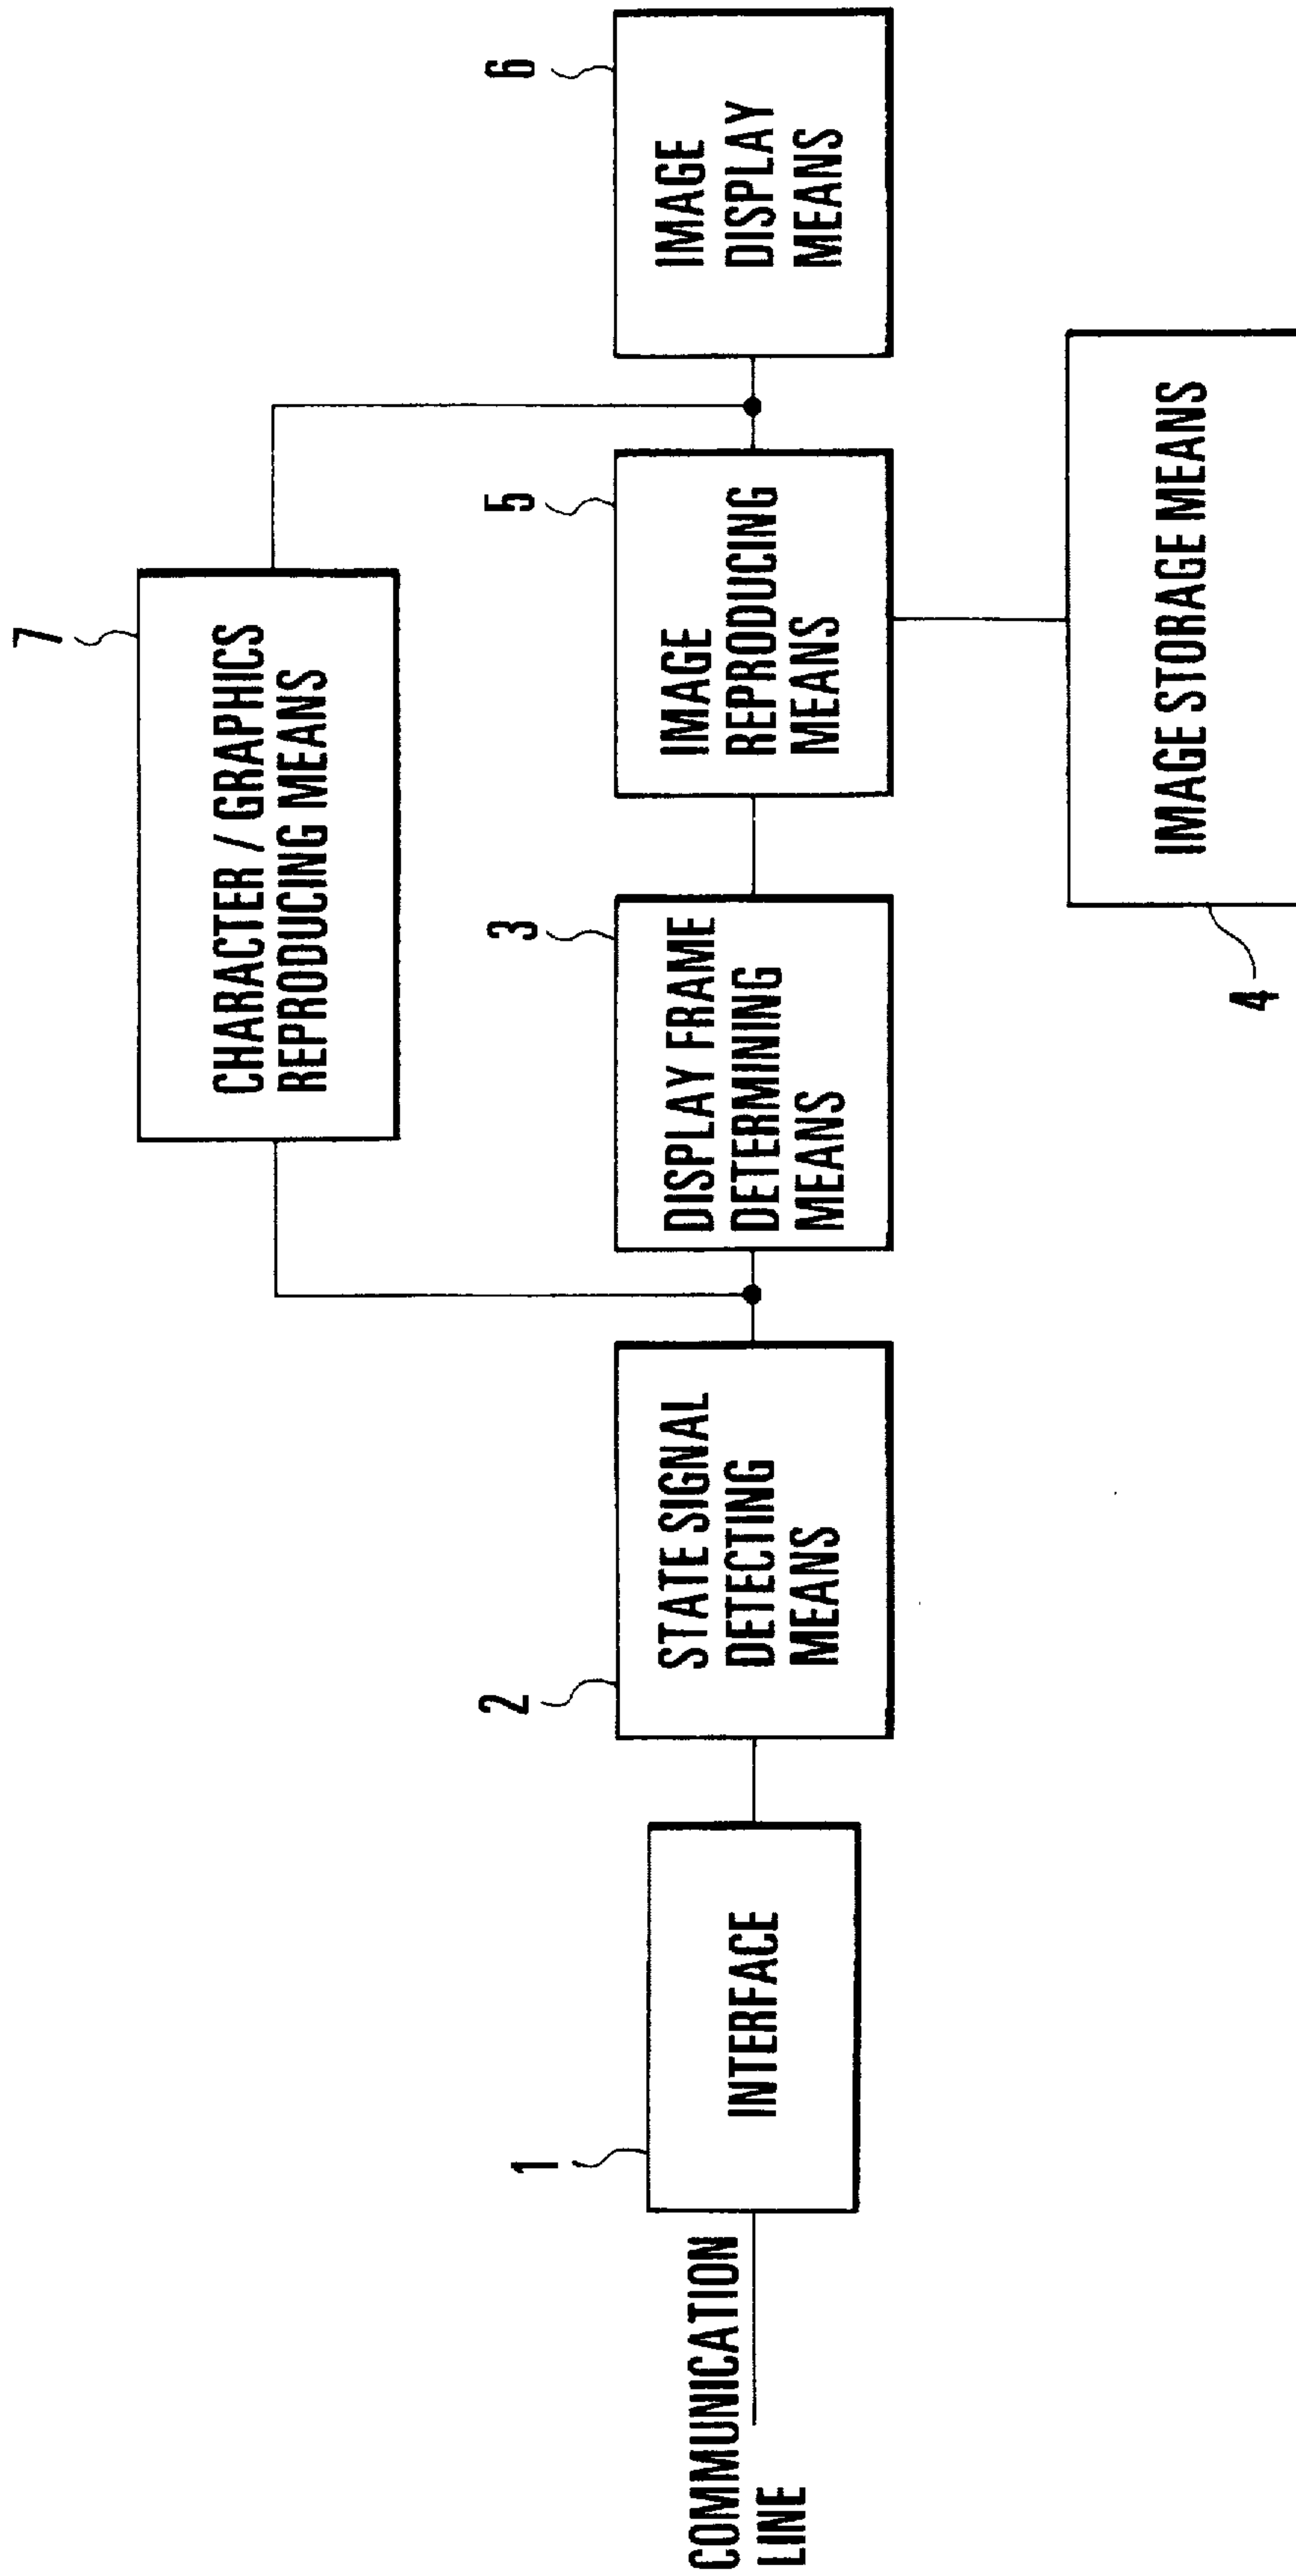 7
CHARACTER / GRAPHICS
REPRODUCING MEANS
COMMUNICATION
LINE
1
INTERFACE
2
STATE SIGNAL
DETECTING
MEANS
3
DISPLAY FRAME
DETERMINING
MEANS
5
IMAGE
REPRODUCING
MEANS
6
IMAGE
DISPLAY
MEANS
4
IMAGE STORAGE MEANS